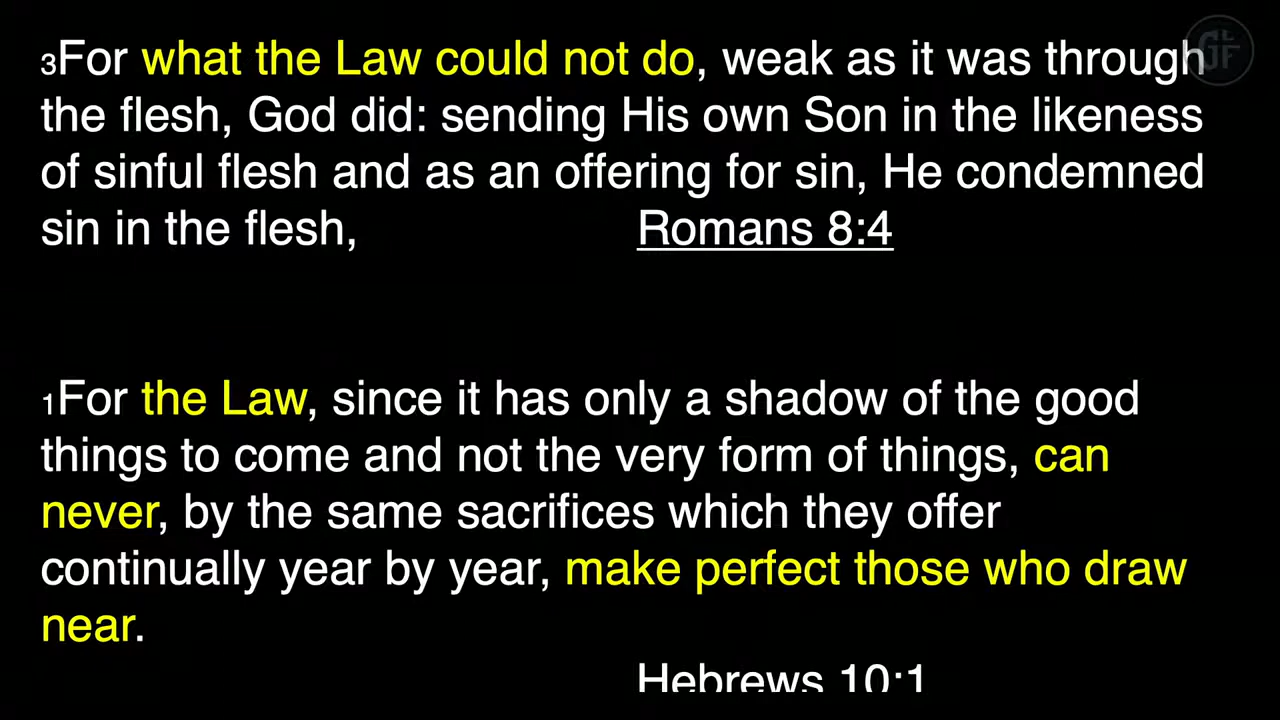 3For what the Law could not do, weak as it was through
the flesh, God did: sending His own Son in the likeness
of sinful flesh and as an offering for sin, He condemned
sin in the flesh, Romans 8:4
1For the Law, since it has only a shadow of the good
things to come and not the very form of things, can
never, by the same sacrifices which they offer
continually year by year, make perfect those who draw
near.
Hebrews 10:1